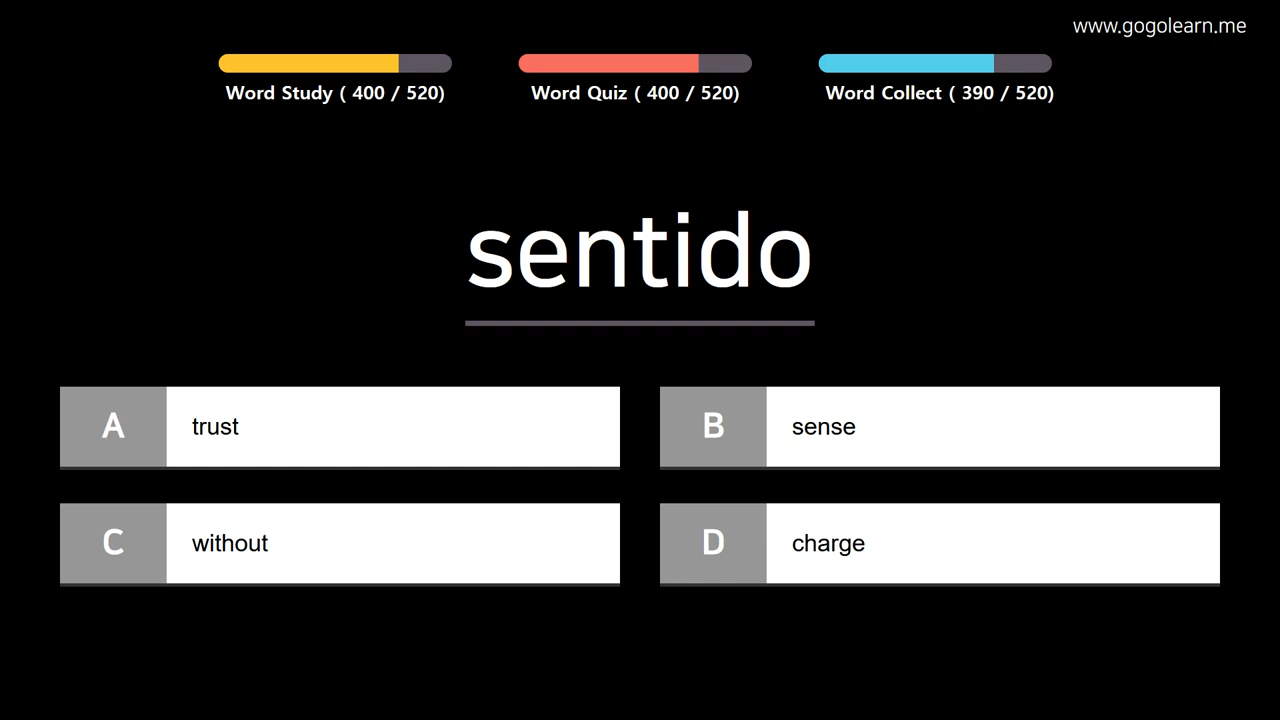 www.gogolearn.me
Word Study ( 400 / 520)
Word Quiz ( 400 / 520)
Word Collect ( 390 / 520)
sentido
A trust
B sense
C without
D charge